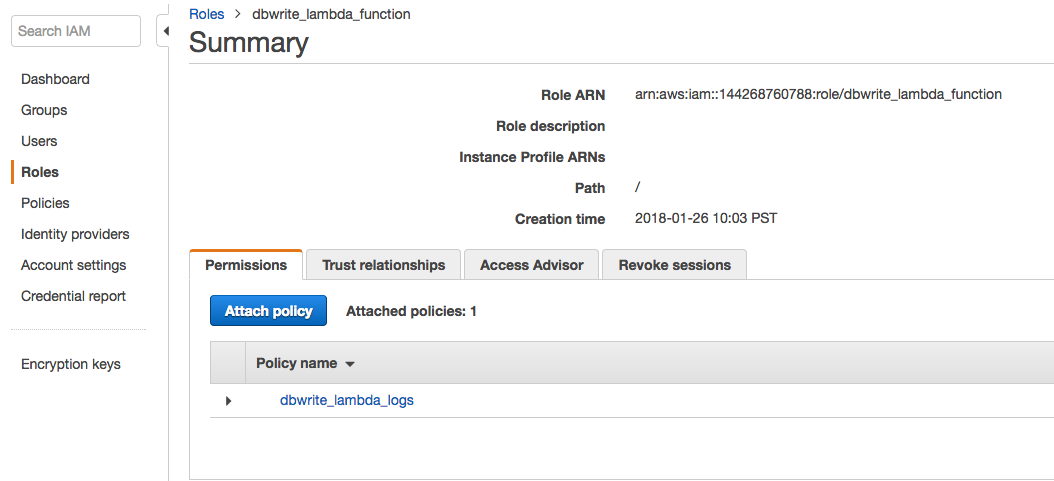 Search IAM
Dashboard
Groups
Users
Roles
Policies
Identity providers
Account settings
Credential report
Encryption keys
Roles > dbwrite_lambda_function
Summary
Role ARN arn:aws:iam::144268760788:role/dbwrite_lambda_function
Role description
Instance Profile ARNs
Path /
Creation time 2018-01-26 10:03 PST
Permissions Trust relationships Access Advisor Revoke sessions
Attach policy Attached policies: 1
Policy name
dbwrite_lambda_logs